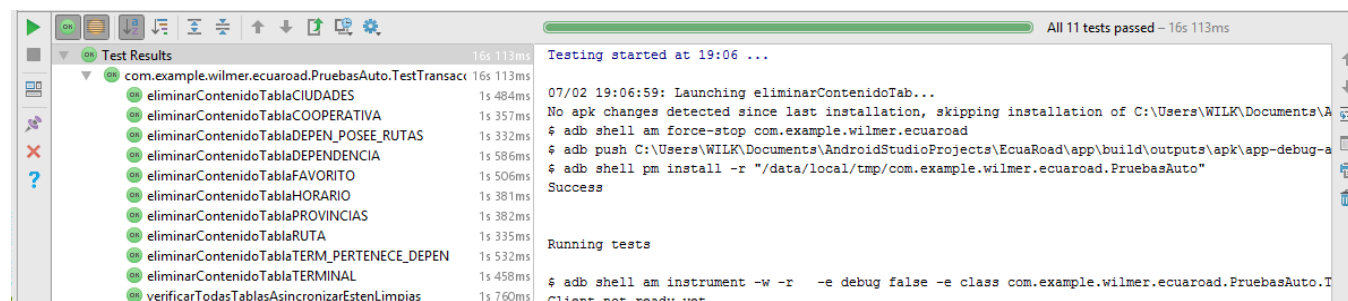 All 11 tests passed – 16s 113ms
Test Results 16s 113ms
com.example.wilmer.ecuaroad.PruebasAuto.TestTransacc 16s 113ms
eliminarContenidoTablaCIUDADES 1s 484ms
eliminarContenidoTablaCOOPERATIVA 1s 357ms
eliminarContenidoTablaDEPEN_POSEE_RUTAS 1s 332ms
eliminarContenidoTablaDEPENDENCIA 1s 586ms
eliminarContenidoTablaFAVORITO 1s 506ms
eliminarContenidoTablaHORARIO 1s 381ms
eliminarContenidoTablaPROVINCIAS 1s 382ms
eliminarContenidoTablaRUTA 1s 335ms
eliminarContenidoTablaTERM_PERTENECE_DEPEN 1s 532ms
eliminarContenidoTablaTERMINAL 1s 458ms
verificarTodasTablasAsincronizarEstenLimpias 1s 760ms
Testing started at 19:06 ...
07/02 19:06:59: Launching eliminarContenidoTab...
No apk changes detected since last installation, skipping installation of C:\Users\WILK\Documents\A
$ adb shell am force-stop com.example.wilmer.ecuaroad
$ adb push C:\Users\WILK\Documents\AndroidStudioProjects\EcuaRoad\app\build\outputs\apk\app-debug-a
$ adb shell pm install -r "/data/local/tmp/com.example.wilmer.ecuaroad.PruebasAuto"
Success
Running tests
$ adb shell am instrument -w -r -e debug false -e class com.example.wilmer.ecuaroad.PruebasAuto.T
Client not ready yet